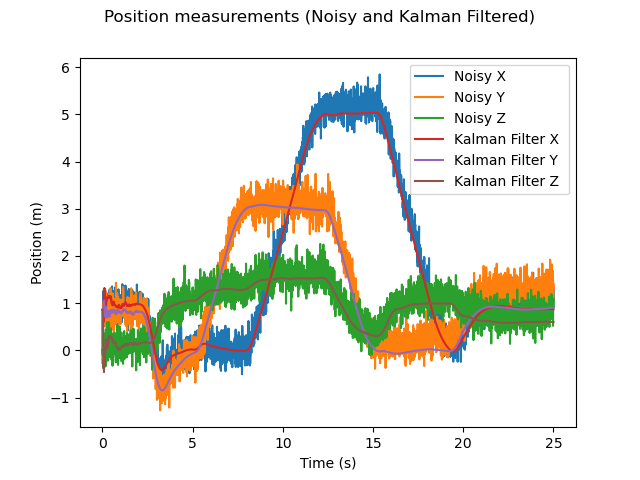 Position measurements (Noisy and Kalman Filtered)
6
5
4
3
2
1
0
−1
Position (m)
Noisy X
Noisy Y
Noisy Z
Kalman Filter X
Kalman Filter Y
Kalman Filter Z
0 5 10 15 20 25
Time (s)